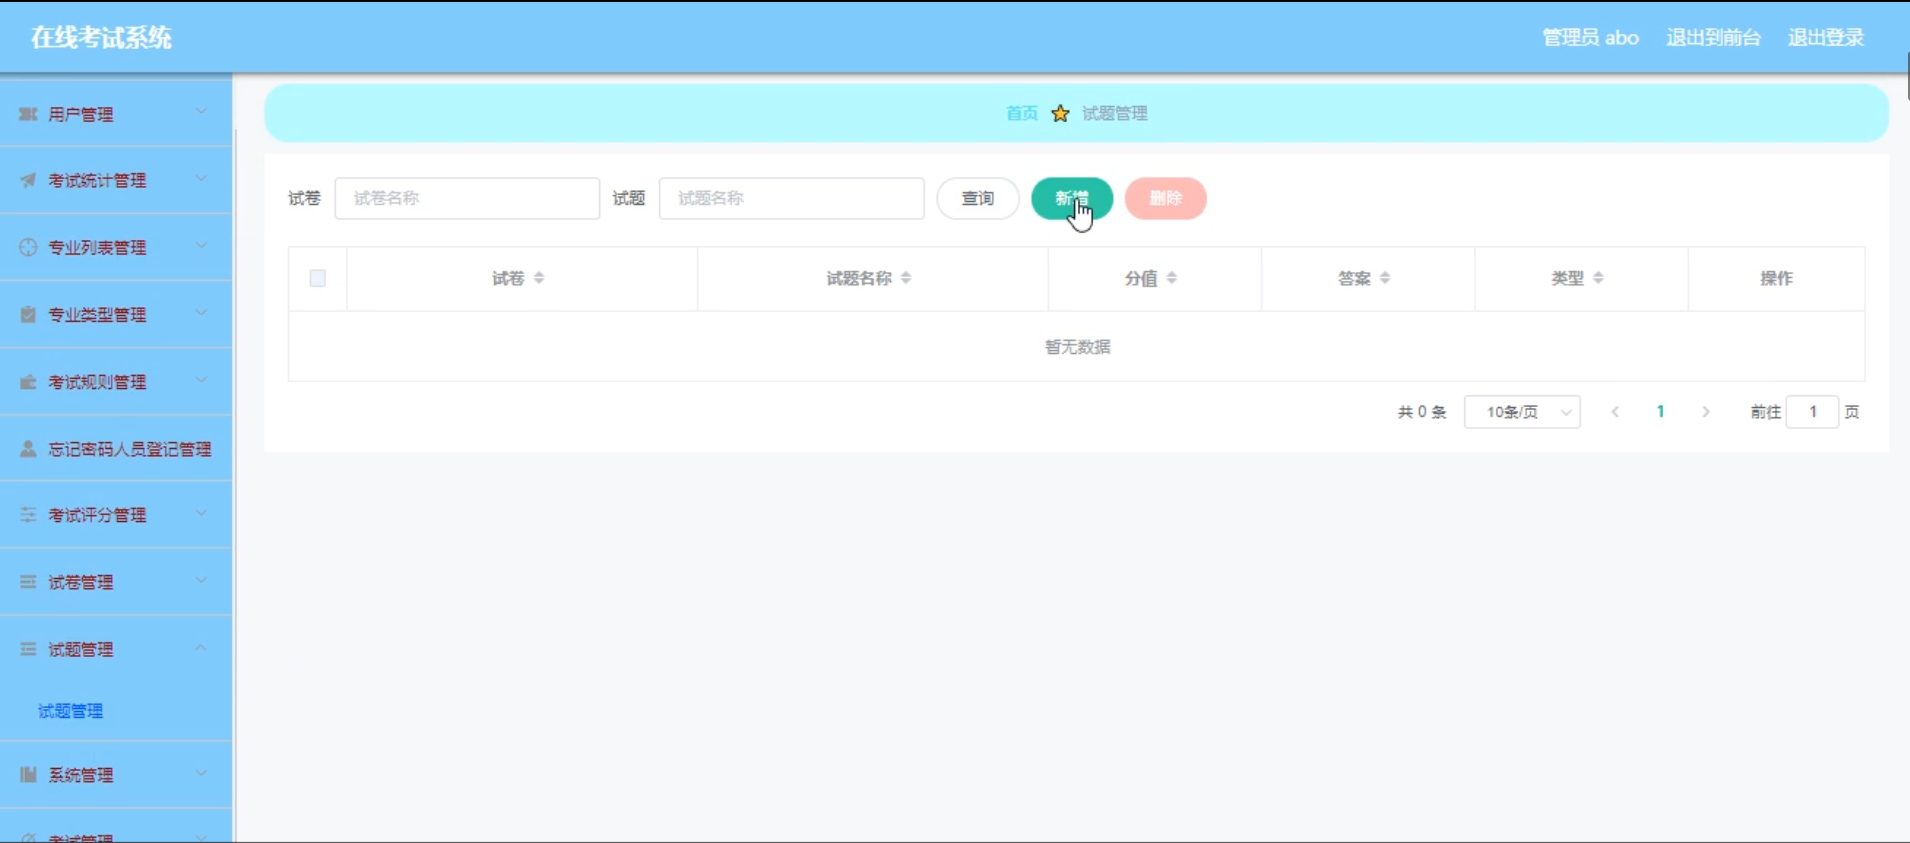 在线考试系统
管理员 abo 退出到前台 退出登录
用户管理
考试统计管理
专业列表管理
专业类型管理
考试规则管理
忘记密码人员登记管理
考试评分管理
试卷管理
试题管理
试题管理
系统管理
考试管理
首页 试题管理
试卷 试卷名称 试题 试题名称 查询 新增 删除
试卷 试题名称 分值 答案 类型 操作
暂无数据
共 0 条 10条/页 1 前往 1 页